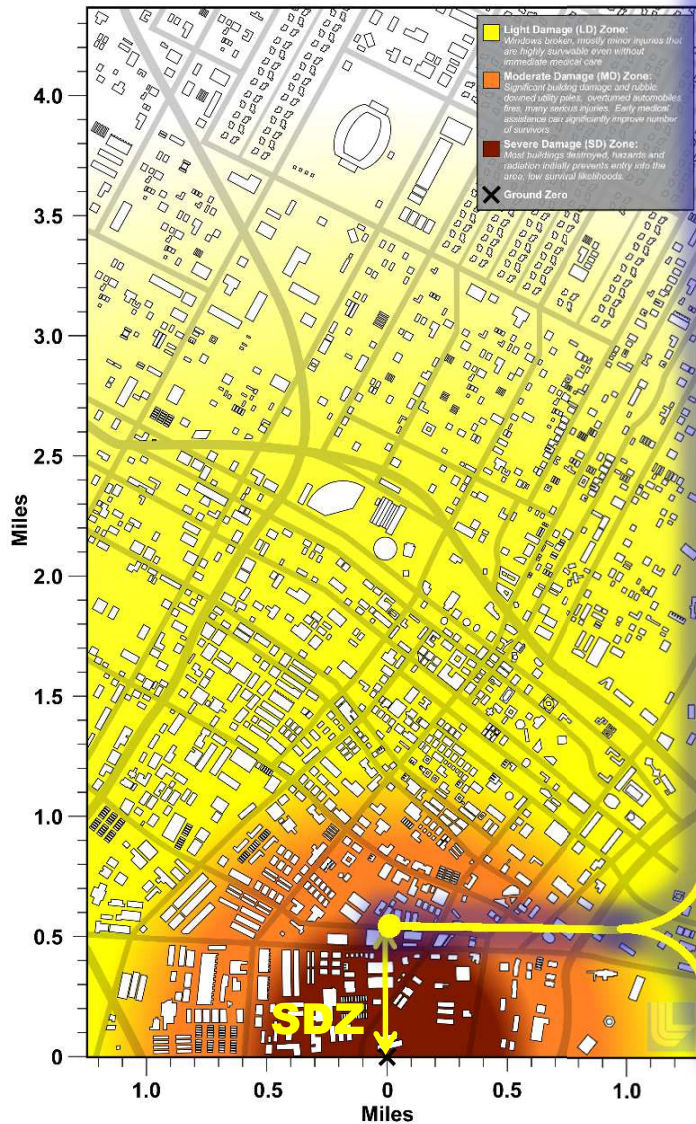 Light Damage (LD) Zone:
Windows broken, mostly minor injuries that
are highly survivable even without
immediate medical care
Moderate Damage (MD) Zone:
Significant building damage and rubble,
downed utility poles, overturned automobiles,
fires, many serious injuries. Early medical
assistance can significantly improve number
of survivors.
Severe Damage (SD) Zone:
Most buildings destroyed, hazards and
radiation initially prevents entry into the
area; low survival likelihoods.
Ground Zero
4.0
3.5
3.0
2.5
Miles
2.0
1.5
1.0
0.5
SDZ
0
1.0
0.5
0
0.5
1.0
Miles